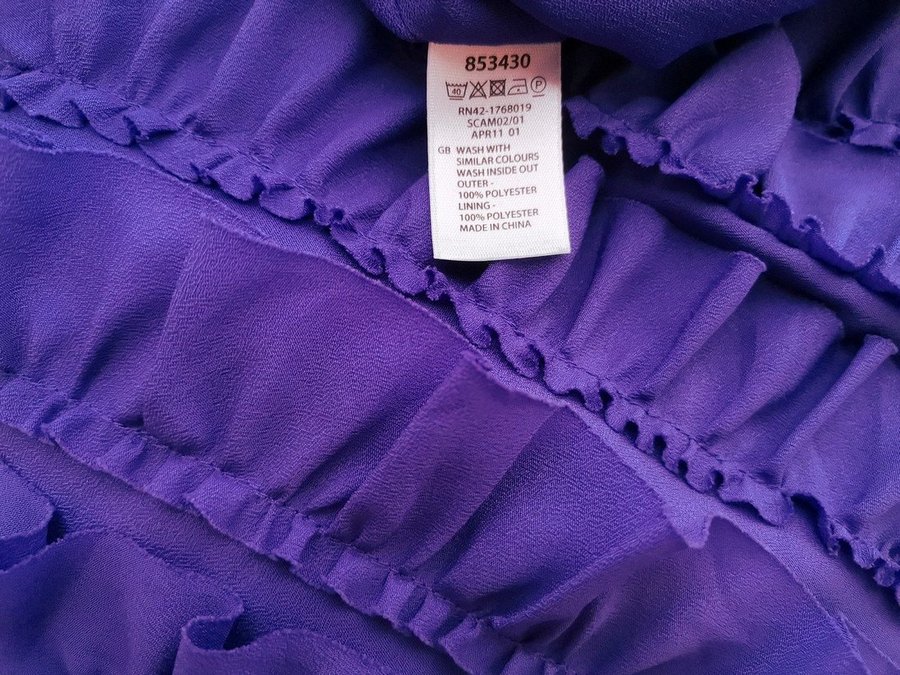 853430
40 P
RN42-1768019
SCAM02/01
APR11 01
GB WASH WITH
SIMILAR COLOURS
WASH INSIDE OUT
OUTER -
100% POLYESTER
LINING -
100% POLYESTER
MADE IN CHINA